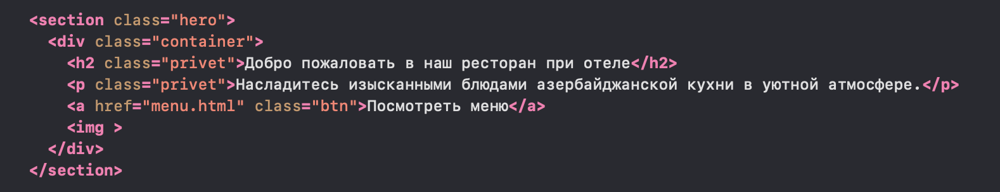 <section class="hero">
<div class="container">
<h2 class="privet">Добро пожаловать в наш ресторан при отеле</h2>
<p class="privet">Насладитесь изысканными блюдами азербайджанской кухни в уютной атмосфере.</p>
<a href="menu.html" class="btn">Посмотреть меню</a>
<img >
</div>
</section>